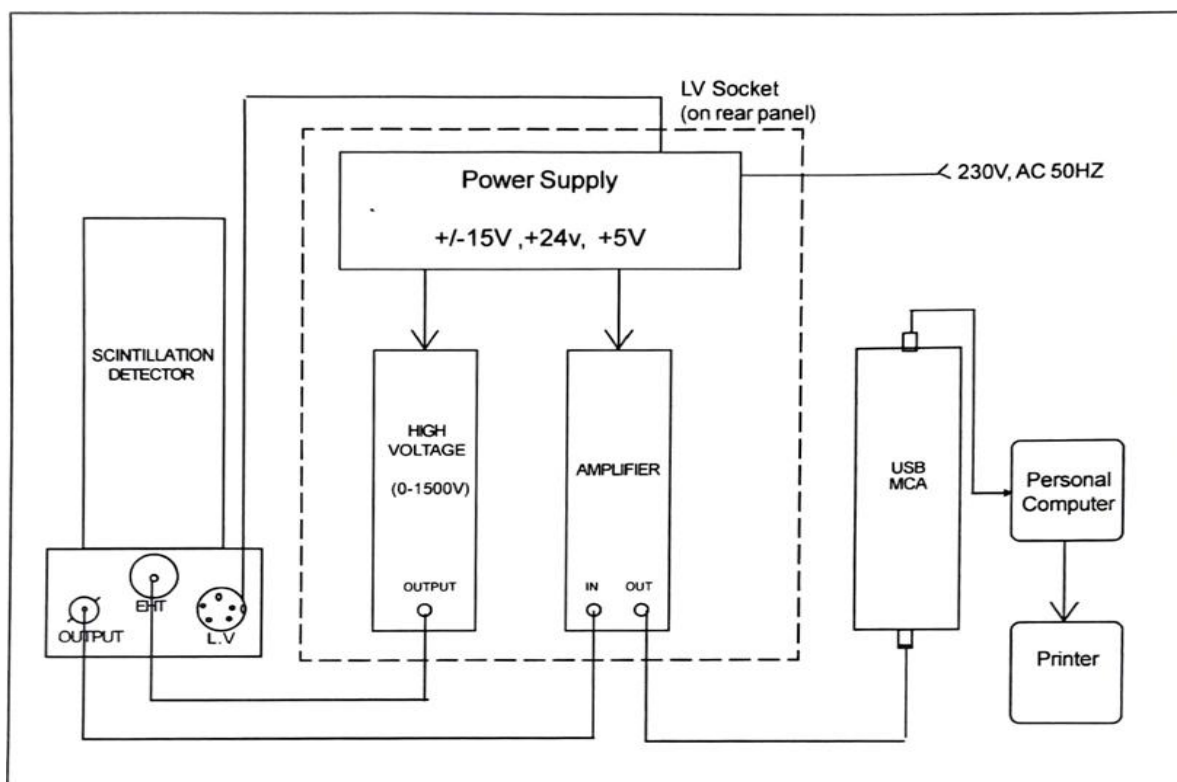 LV Socket
(on rear panel)
Power Supply
+/-15V ,+24v, +5V
230V, AC 50HZ
SCINTILLATION
DETECTOR
HIGH
VOLTAGE
(0-1500V)
AMPLIFIER
USB
MCA
Personal
Computer
OUTPUT
IN
OUT
EHT
OUTPUT
L.V
Printer